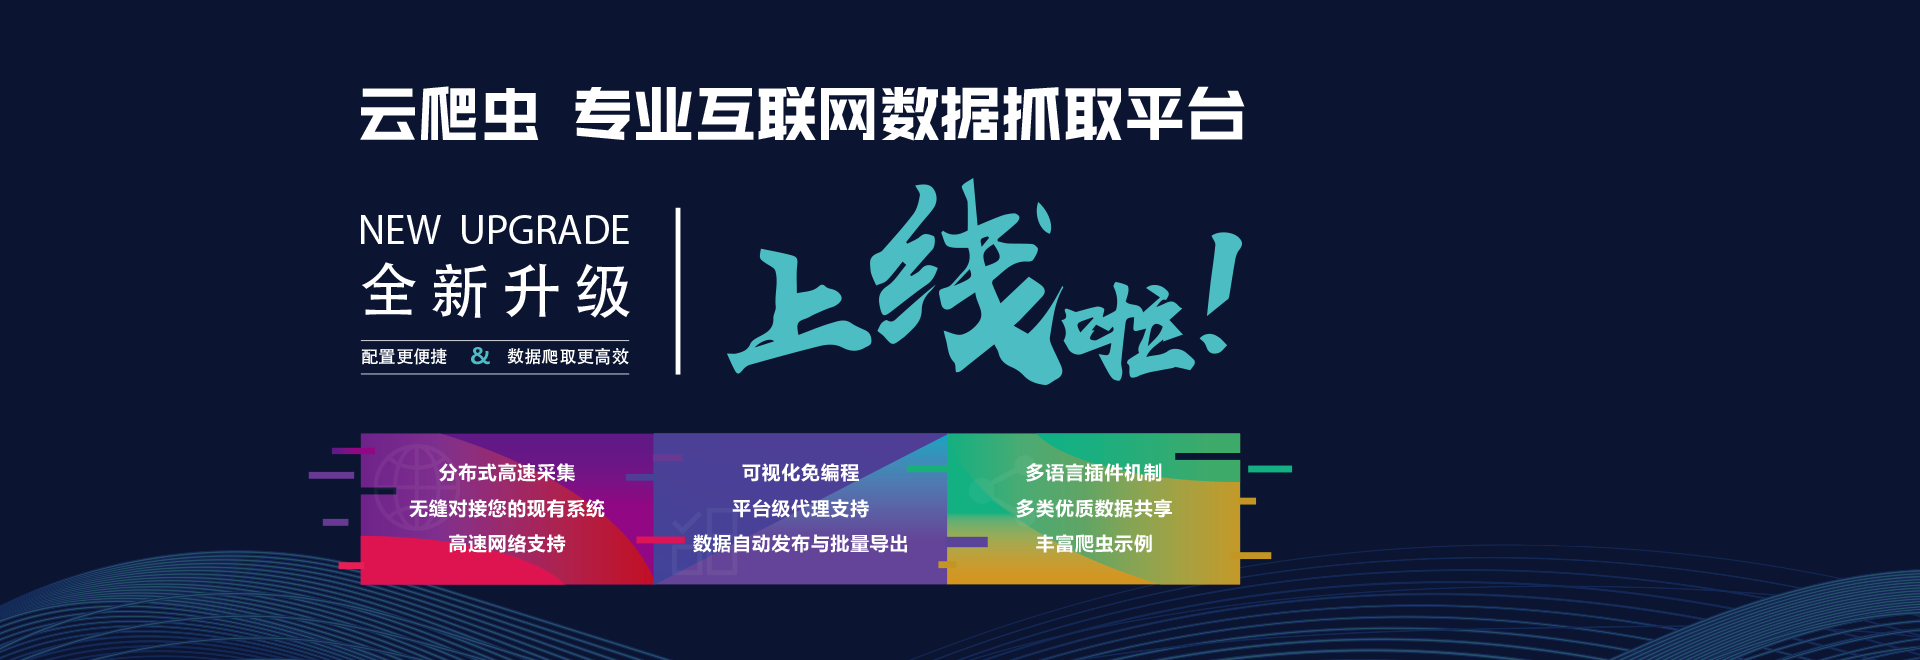 云爬虫 专业互联网数据抓取平台
NEW UPGRADE
全新升级
配置更便捷 & 数据爬取更高效
上线啦！
分布式高速采集
无缝对接您的现有系统
高速网络支持
可视化免编程
平台级代理支持
数据自动发布与批量导出
多语言插件机制
多类优质数据共享
丰富爬虫示例